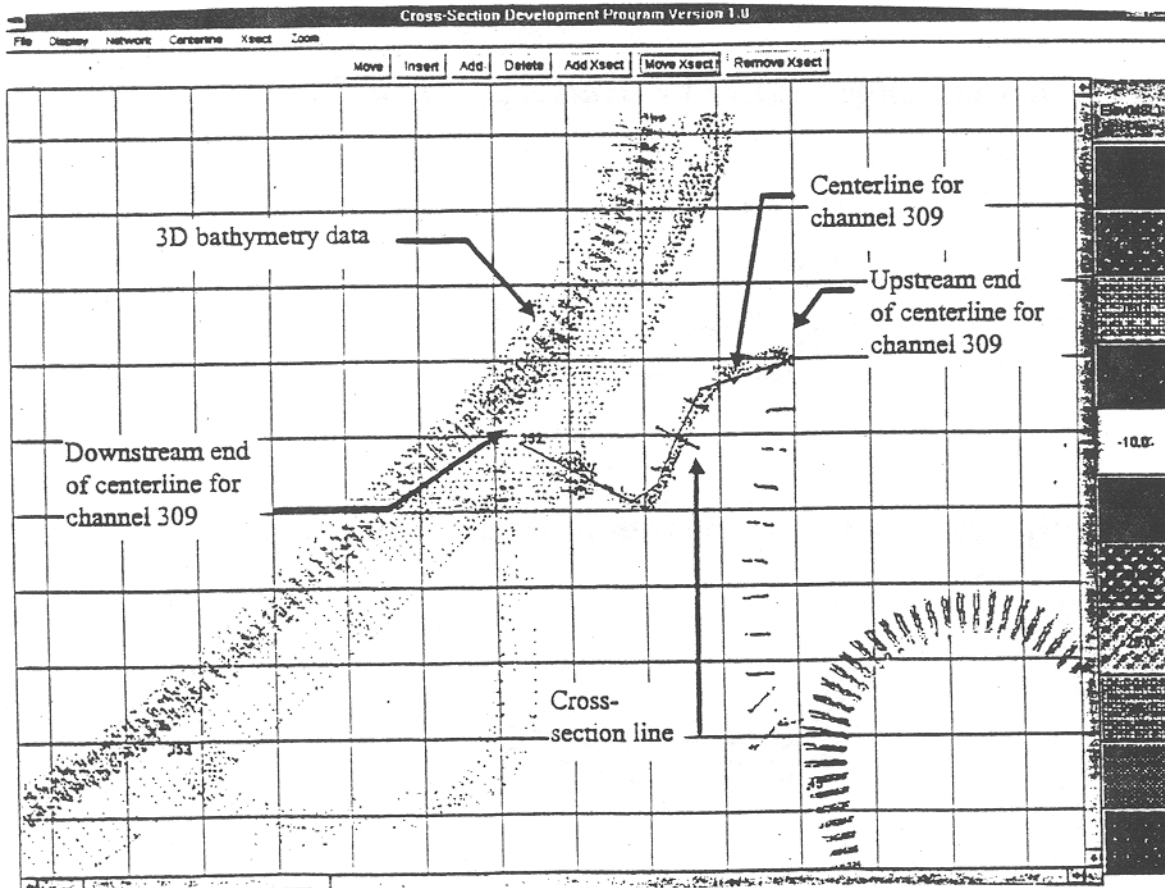 Cross-Section Development Program Version 1.0
File Display Network Centerline Xsect Zoom
Move Insert Add Delete Add Xsect Move Xsect Remove Xsect
Centerline for
channel 309
3D bathymetry data
Upstream end
of centerline for
channel 309
-10.0
352
Downstream end
of centerline for
channel 309
Cross-
section line
353